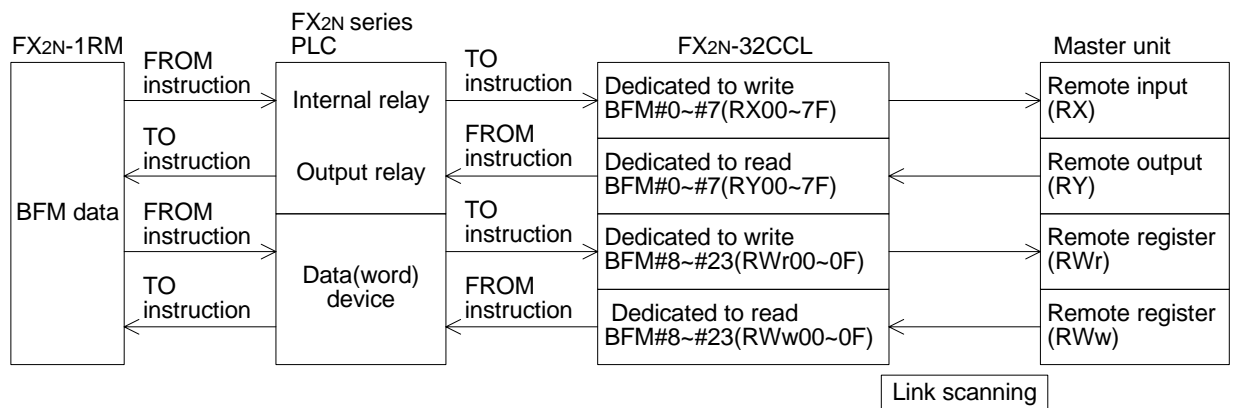 FX2N-1RM
FX2N series
PLC
FX2N-32CCL
Master unit
FROM
instruction
TO
instruction
FROM
instruction
TO
instruction
BFM data
Internal relay
Output relay
Data(word)
device
TO
instruction
FROM
instruction
TO
instruction
FROM
instruction
Dedicated to write
BFM#0~#7(RX00~7F)
Dedicated to read
BFM#0~#7(RY00~7F)
Dedicated to write
BFM#8~#23(RWr00~0F)
Dedicated to read
BFM#8~#23(RWw00~0F)
Remote input
(RX)
Remote output
(RY)
Remote register
(RWr)
Remote register
(RWw)
Link scanning